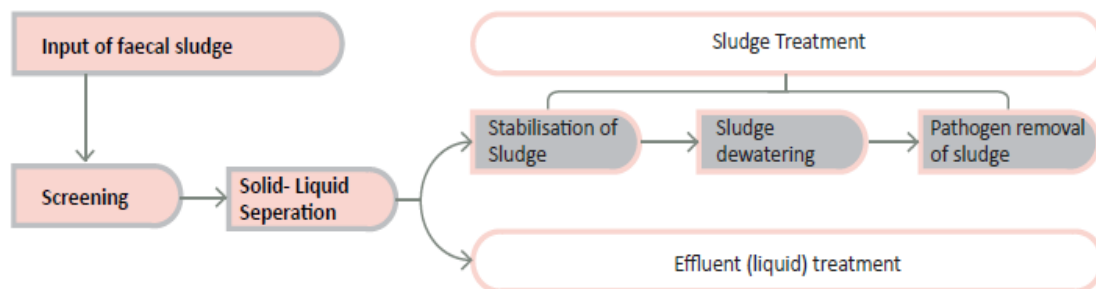 Input of faecal sludge
Sludge Treatment
Stabilisation of
Sludge
Sludge
dewatering
Pathogen removal
of sludge
Screening
Solid- Liquid
Seperation
Effluent (liquid) treatment